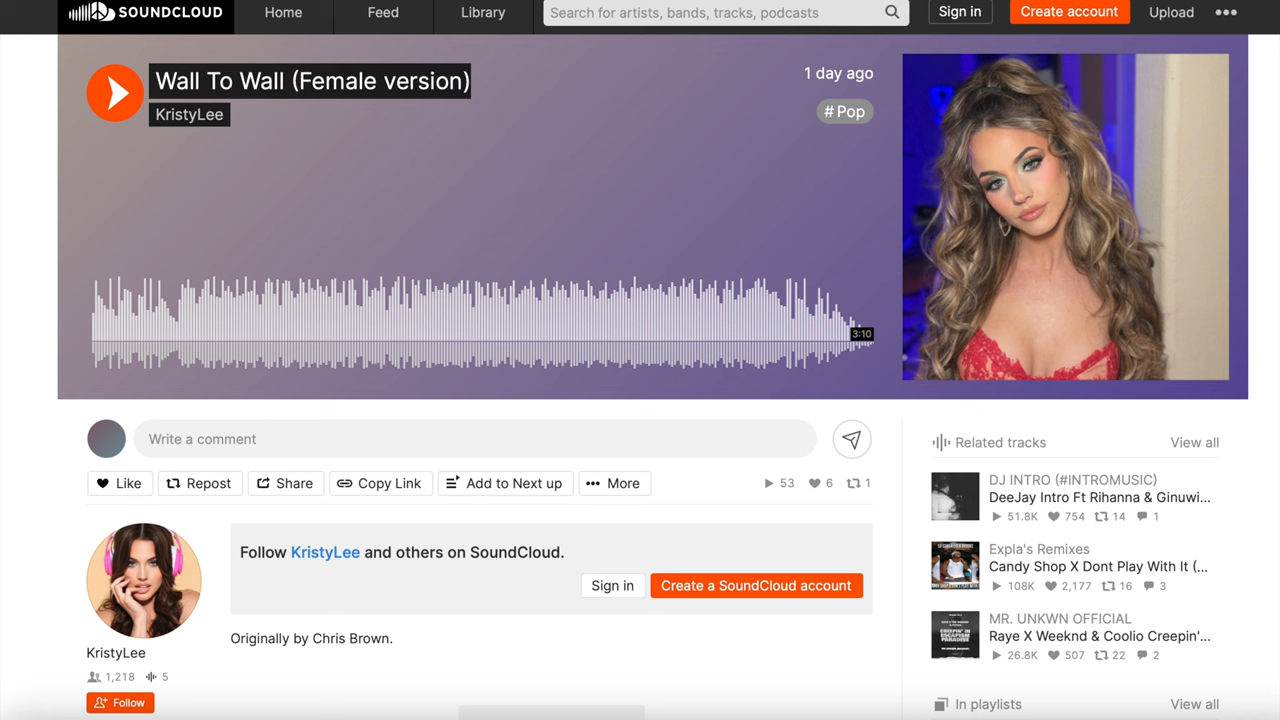 SOUNDCLOUD
Home
Feed
Library
Search for artists, bands, tracks, podcasts
Sign in
Create account
Upload
Wall To Wall (Female version)
KristyLee
1 day ago
# Pop
3:10
Write a comment
Like
Repost
Share
Copy Link
Add to Next up
More
53
6
1
Follow KristyLee and others on SoundCloud.
Sign in
Create a SoundCloud account
Originally by Chris Brown.
KristyLee
1,218
5
Follow
Related tracks
View all
DJ INTRO (#INTROMUSIC)
DeeJay Intro Ft Rihanna & Ginuwi...
51.8K 754 14 1
Expla's Remixes
Candy Shop X Dont Play With It (...
108K 2,177 16 3
MR. UNKWN OFFICIAL
Raye X Weeknd & Coolio Creepin'...
26.8K 507 22 2
In playlists
View all